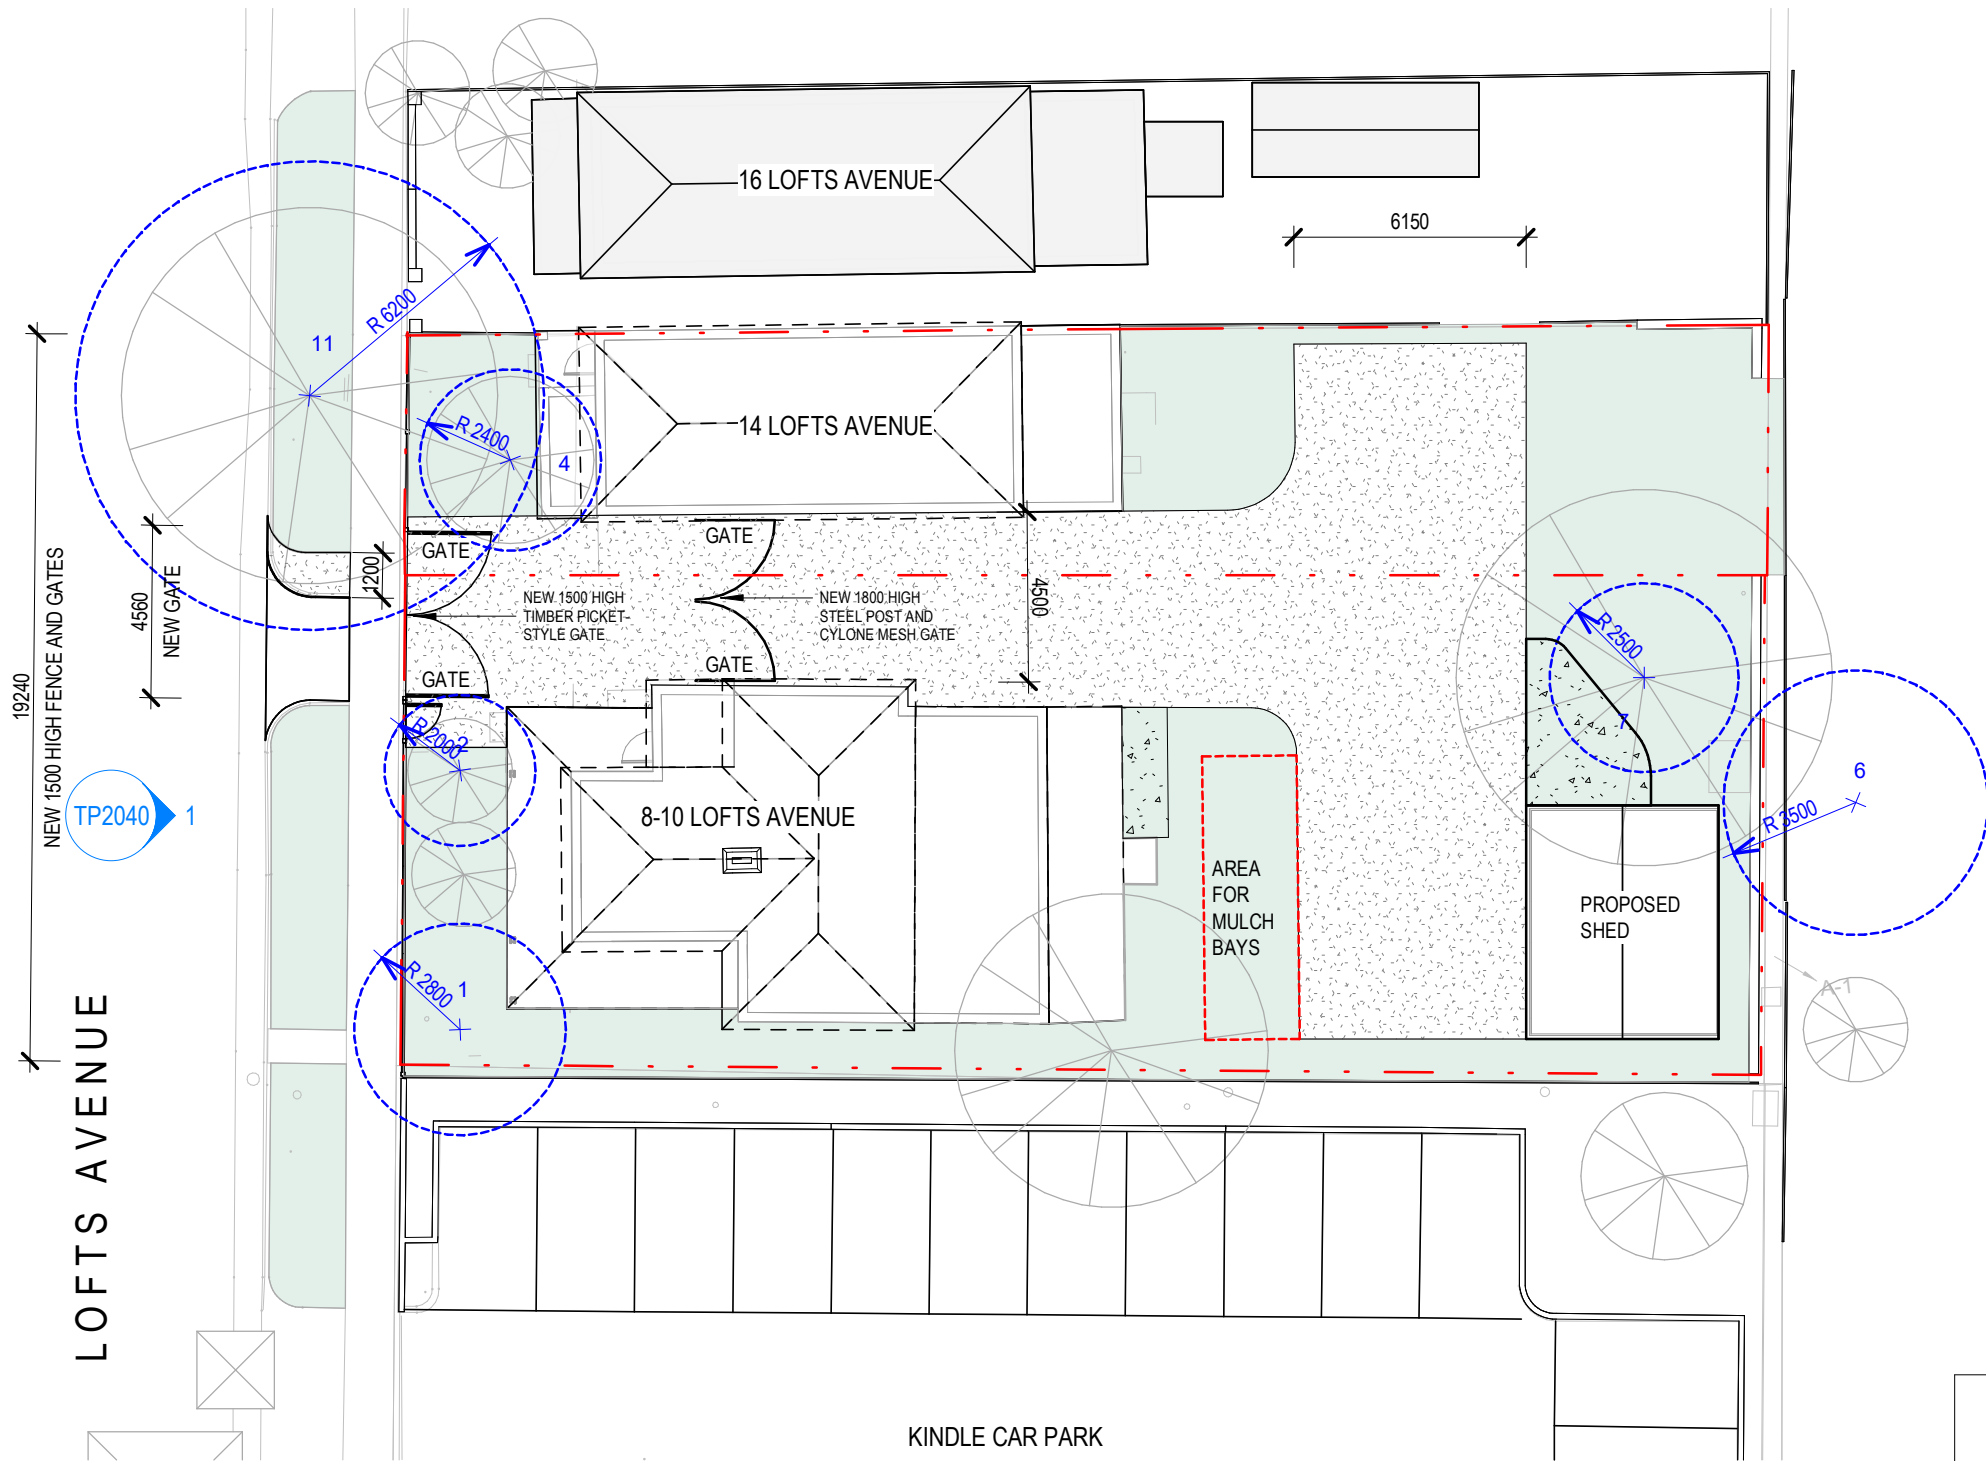 16 LOFTS AVENUE
6150
R 6200
11
R 2400
4
14 LOFTS AVENUE
GATE
GATE
1200
4560
NEW GATE
19240
NEW 1500 HIGH FENCE AND GATES
NEW 1500 HIGH
TIMBER PICKET-
STYLE GATE
NEW 1800 HIGH
STEEL POST AND
CYLONE MESH GATE
4500
GATE
GATE
R 2500
7
R 2000
2
6
R 3500
TP2040
1
8-10 LOFTS AVENUE
AREA
FOR
MULCH
BAYS
PROPOSED
SHED
R 2800
1
A-1
LOFTS AVENUE
KINDLE CAR PARK